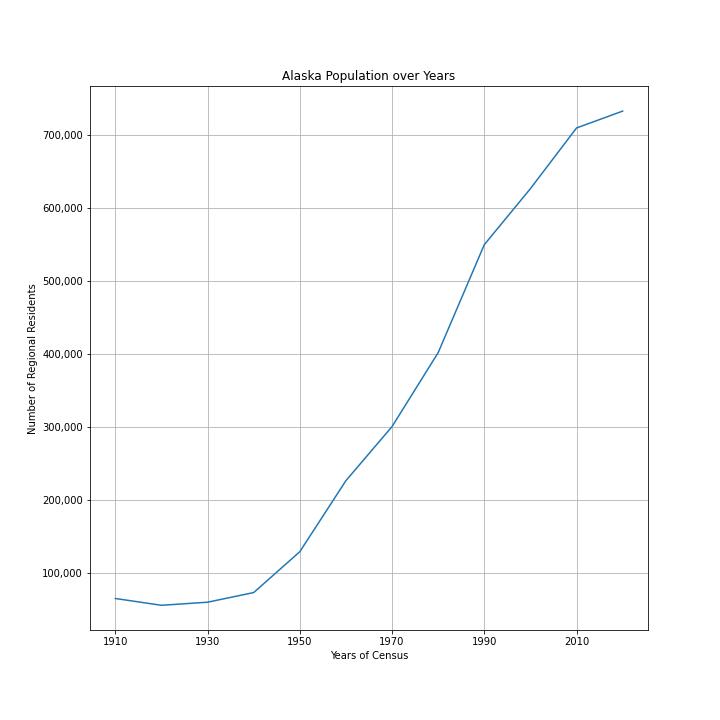 Alaska Population over Years
Number of Regional Residents
700,000
600,000
500,000
400,000
300,000
200,000
100,000
1910 1930 1950 1970 1990 2010
Years of Census